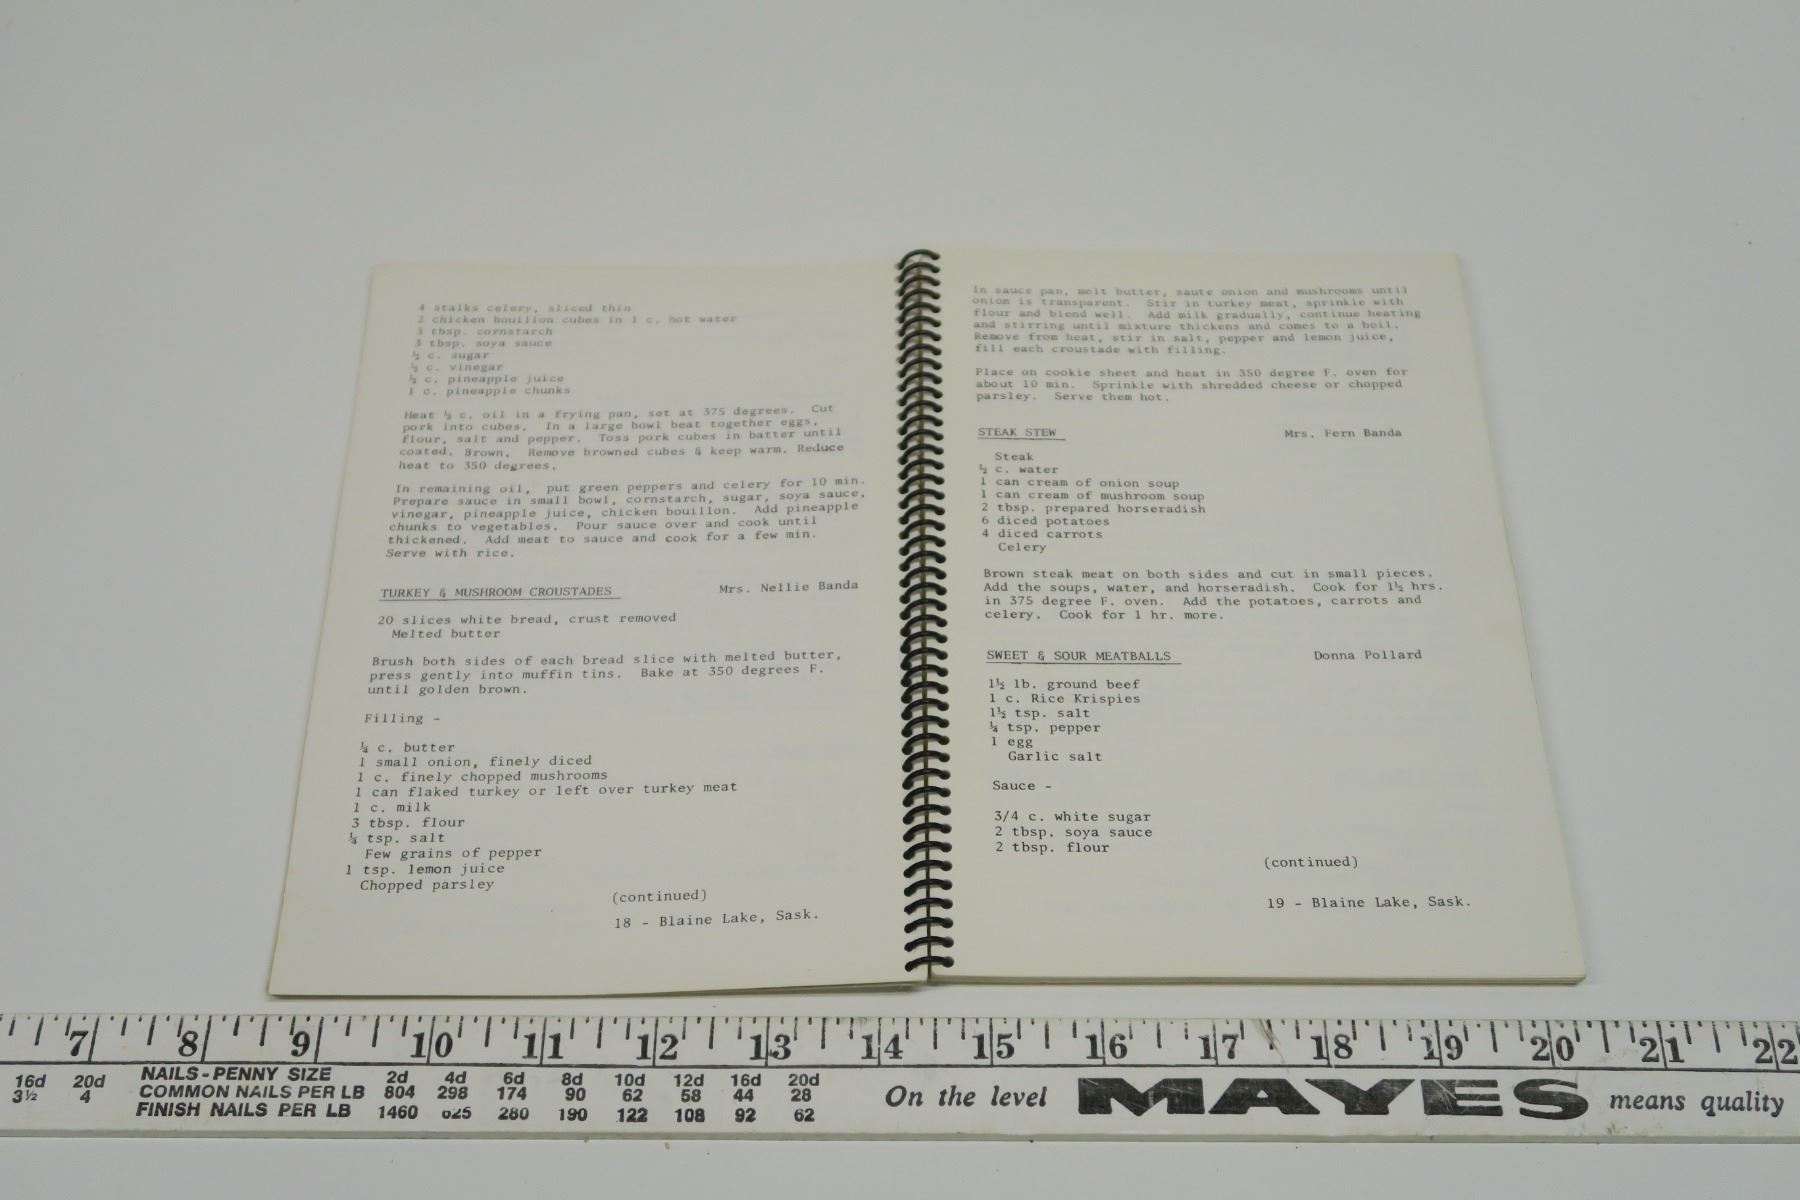 4 stalks celery, sliced thin
2 chicken bouillon cubes in 1 c. hot water
3 tbsp. cornstarch
3 tbsp. soya sauce
½ c. sugar
½ c. vinegar
½ c. pineapple juice
1 c. pineapple chunks
Heat ½ c. oil in a frying pan, set at 375 degrees. Cut
pork into cubes. In a large bowl beat together eggs,
flour, salt and pepper. Toss pork cubes in batter until
coated. Brown. Remove browned cubes & keep warm. Reduce
heat to 350 degrees.
In remaining oil, put green peppers and celery for 10 min.
Prepare sauce in small bowl, cornstarch, sugar, soya sauce,
vinegar, pineapple juice, chicken bouillon. Add pineapple
chunks to vegetables. Pour sauce over and cook until
thickened. Add meat to sauce and cook for a few min.
Serve with rice.
TURKEY & MUSHROOM CROUSTADES Mrs. Nellie Banda
20 slices white bread, crust removed
Melted butter
Brush both sides of each bread slice with melted butter,
press gently into muffin tins. Bake at 350 degrees F.
until golden brown.
Filling -
¼ c. butter
1 small onion, finely diced
1 c. finely chopped mushrooms
1 can flaked turkey or left over turkey meat
1 c. milk
3 tbsp. flour
¼ tsp. salt
Few grains of pepper
1 tsp. lemon juice
Chopped parsley
(continued)
18 - Blaine Lake, Sask.
In sauce pan, melt butter, saute onion and mushrooms until
onion is transparent. Stir in turkey meat, sprinkle with
flour and blend well. Add milk gradually, continue heating
and stirring until mixture thickens and comes to a boil.
Remove from heat, stir in salt, pepper and lemon juice,
fill each croustade with filling.
Place on cookie sheet and heat in 350 degree F. oven for
about 10 min. Sprinkle with shredded cheese or chopped
parsley. Serve them hot.
STEAK STEW Mrs. Fern Banda
Steak
½ c. water
1 can cream of onion soup
1 can cream of mushroom soup
2 tbsp. prepared horseradish
6 diced potatoes
4 diced carrots
Celery
Brown steak meat on both sides and cut in small pieces.
Add the soups, water, and horseradish. Cook for 1½ hrs.
in 375 degree F. oven. Add the potatoes, carrots and
celery. Cook for 1 hr. more.
SWEET & SOUR MEATBALLS Donna Pollard
1½ lb. ground beef
1 c. Rice Krispies
1½ tsp. salt
¼ tsp. pepper
1 egg
Garlic salt
Sauce -
3/4 c. white sugar
2 tbsp. soya sauce
2 tbsp. flour
(continued)
19 - Blaine Lake, Sask.
7 8 9 10 11 12 13 14 15 16 17 18 19 20 21 22
16d 20d NAILS-PENNY SIZE 2d 4d 6d 8d 10d 12d 16d 20d
3½ 4 COMMON NAILS PER LB 804 298 174 90 62 58 44 28
FINISH NAILS PER LB 1460 625 280 190 122 108 92 62
On the level MAYES means quality